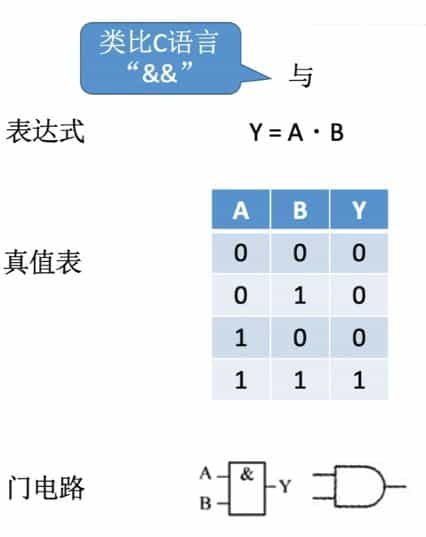 类比C语言
“&&”
与
表达式
Y = A · B
真值表
A B Y
0 0 0
0 1 0
1 0 0
1 1 1
门电路
A & Y
B